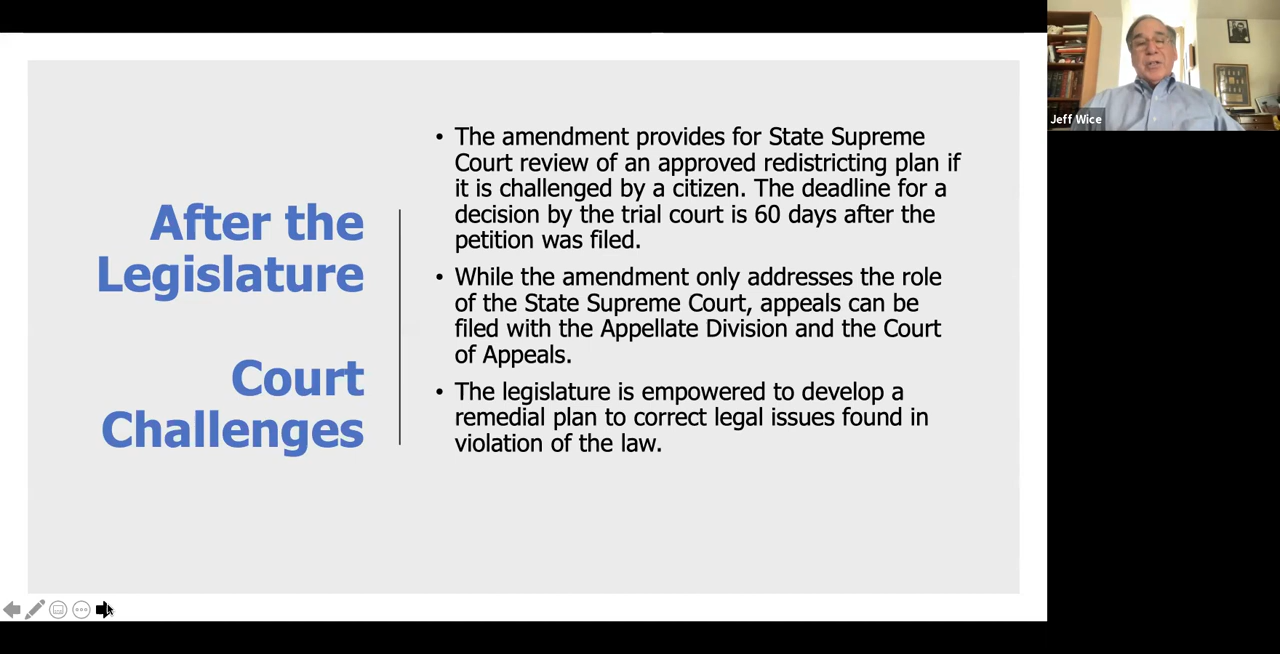 After the
Legislature
Court
Challenges
• The amendment provides for State Supreme
Court review of an approved redistricting plan if
it is challenged by a citizen. The deadline for a
decision by the trial court is 60 days after the
petition was filed.
• While the amendment only addresses the role
of the State Supreme Court, appeals can be
filed with the Appellate Division and the Court
of Appeals.
• The legislature is empowered to develop a
remedial plan to correct legal issues found in
violation of the law.
Jeff Wice